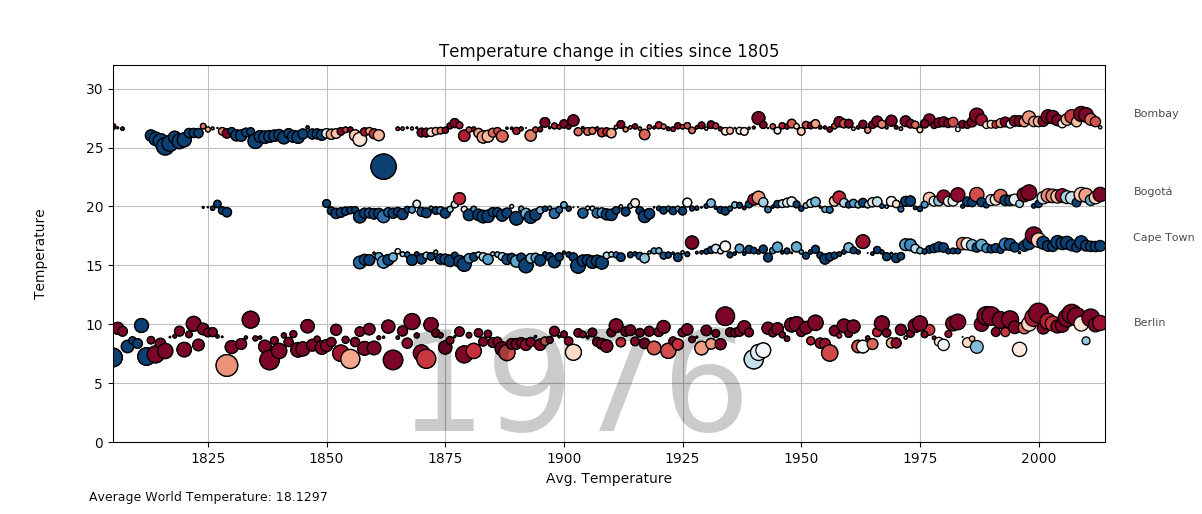 Temperature change in cities since 1805
30
25
20
15
10
5
0
Temperature
Bombay
Bogotá
Cape Town
Berlin
1976
1825 1850 1875 1900 1925 1950 1975 2000
Avg. Temperature
Average World Temperature: 18.1297